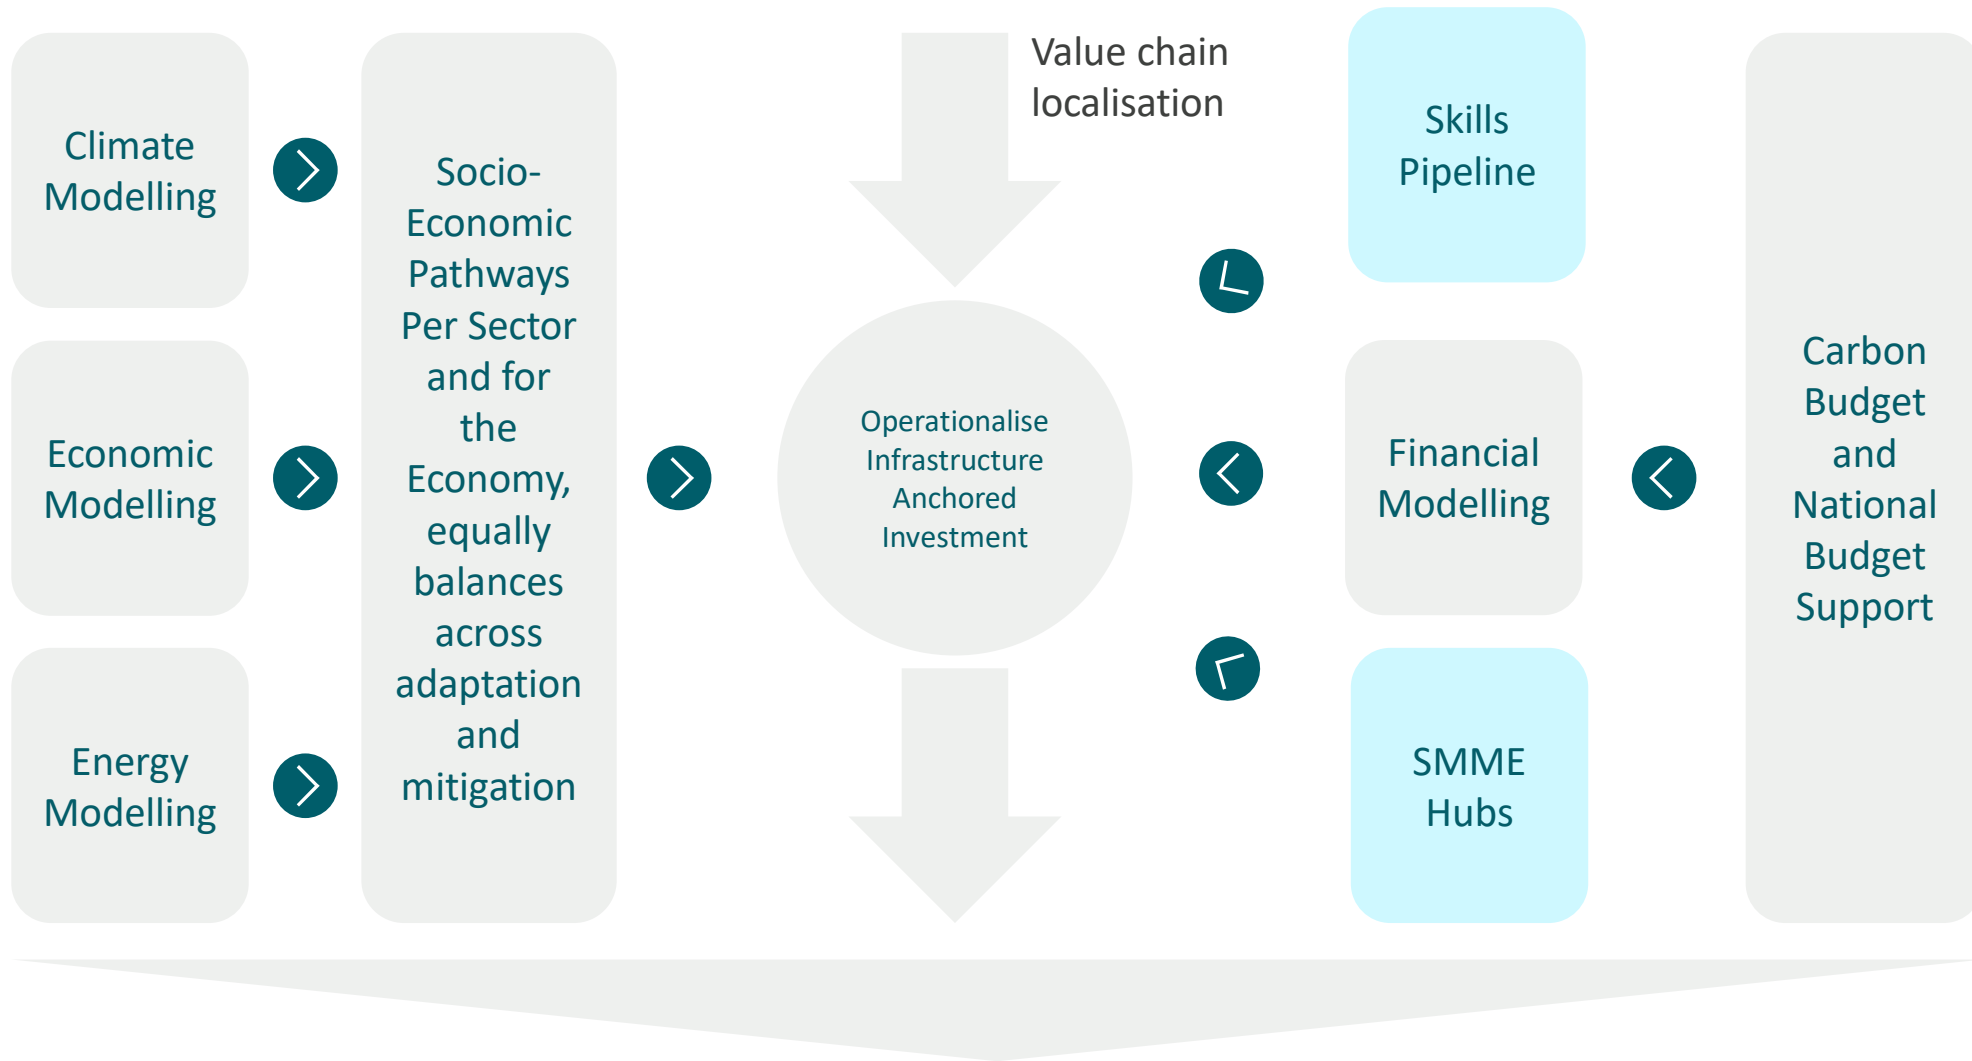 Climate
Modelling
Economic
Modelling
Energy
Modelling
Socio-
Economic
Pathways
Per Sector
and for
the
Economy,
equally
balances
across
adaptation
and
mitigation
Value chain
localisation
Operationalise
Infrastructure
Anchored
Investment
Skills
Pipeline
Financial
Modelling
SMME
Hubs
Carbon
Budget
and
National
Budget
Support